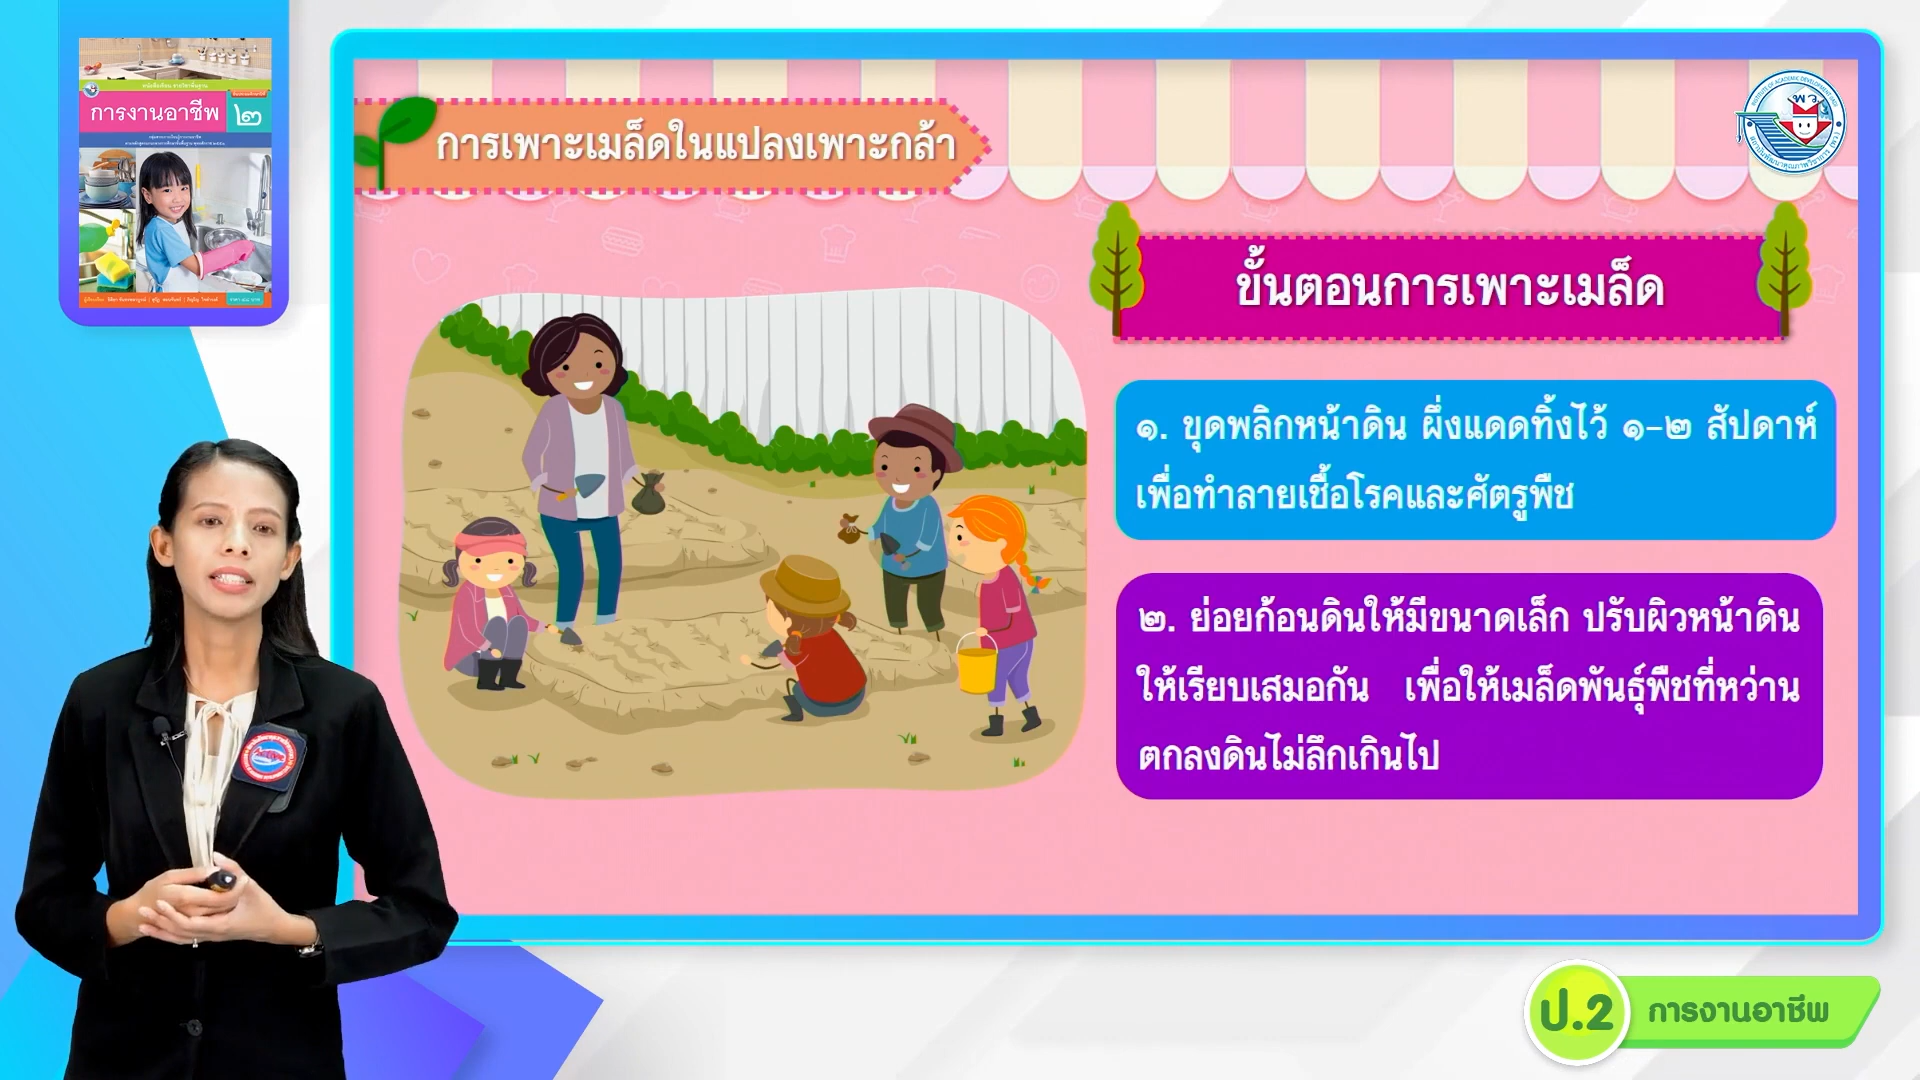 การงานอาชีพ ๒
การเพาะเมล็ดในแปลงเพาะกล้า
พว
ขั้นตอนการเพาะเมล็ด
๑. ขุดพลิกหน้าดิน ผึ่งแดดทิ้งไว้ ๑-๒ สัปดาห์
เพื่อทำลายเชื้อโรคและศัตรูพืช
๒. ย่อยก้อนดินให้มีขนาดเล็ก ปรับผิวหน้าดิน
ให้เรียบเสมอกัน เพื่อให้เมล็ดพันธุ์พืชที่หว่าน
ตกลงดินไม่ลึกเกินไป
ป.2 การงานอาชีพ